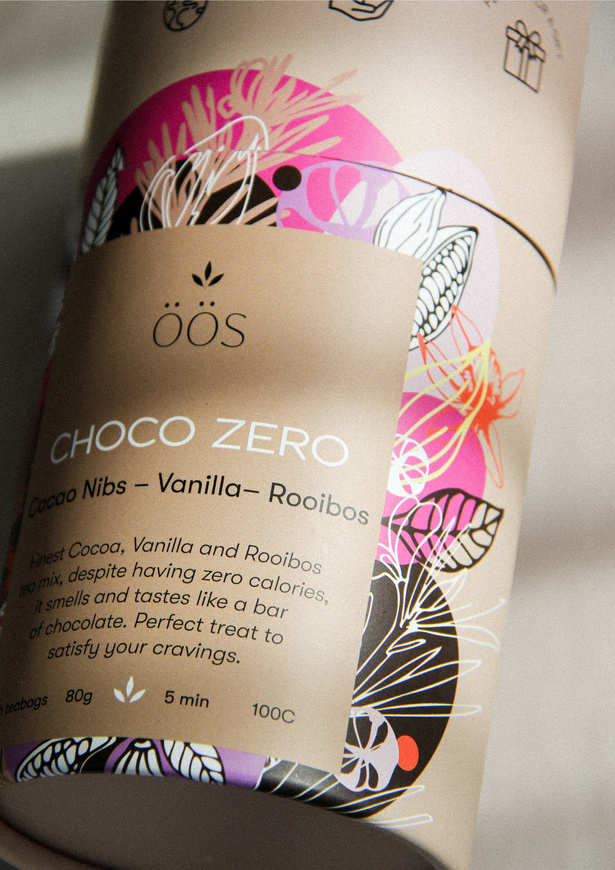 ÖÖS
CHOCO ZERO
Cacao Nibs – Vanilla– Rooibos
Finest Cocoa, Vanilla and Rooibos
tea mix, despite having zero calories,
it smells and tastes like a bar
of chocolate. Perfect treat to
satisfy your cravings.
teabags 80g 5 min 100C